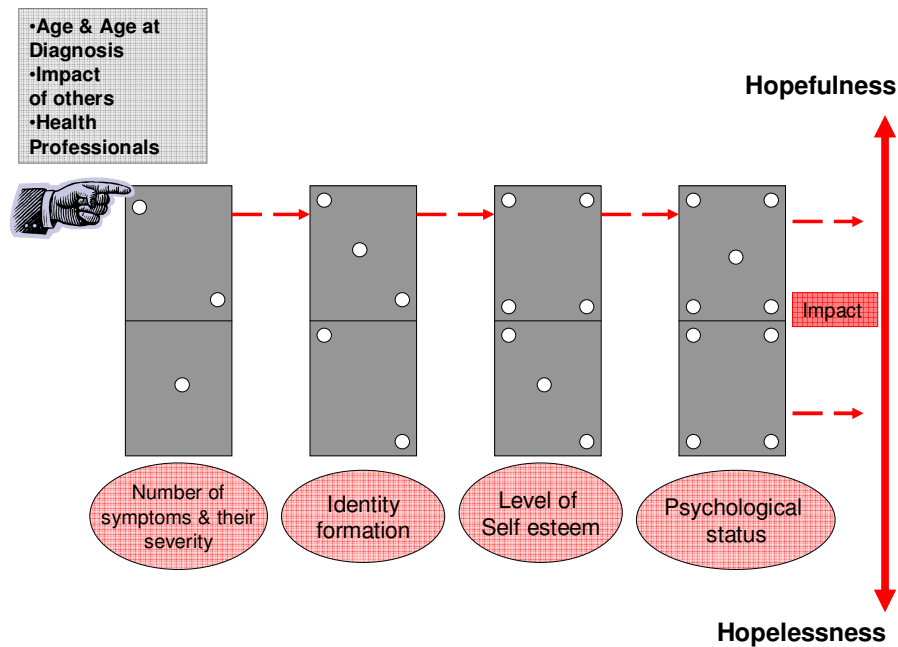 •Age & Age at
Diagnosis
•Impact
of others
•Health
Professionals
Hopefulness
Impact
Number of
symptoms & their
severity
Identity
formation
Level of
Self esteem
Psychological
status
Hopelessness